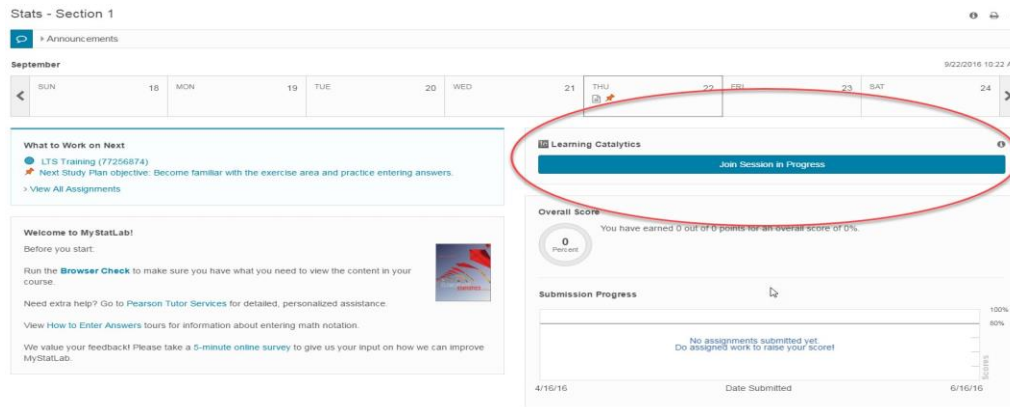 Stats - Section 1
› Announcements
September
9/22/2016 10:22 A
SUN 18
MON 19
TUE 20
WED 21
THU 22
FRI 23
SAT 24
What to Work on Next
LTS Training (77256874)
Next Study Plan objective: Become familiar with the exercise area and practice entering answers.
› View All Assignments
Learning Catalytics
Join Session in Progress
Welcome to MyStatLab!
Before you start:
Run the Browser Check to make sure you have what you need to view the content in your
course.
Need extra help? Go to Pearson Tutor Services for detailed, personalized assistance.
View How to Enter Answers tours for information about entering math notation.
We value your feedback! Please take a 5-minute online survey to give us your input on how we can improve
MyStatLab.
Overall Score
0
Percent
You have earned 0 out of 0 points for an overall score of 0%.
Submission Progress
100%
80%
No assignments submitted yet.
Do assigned work to raise your score!
Scores
4/16/16
Date Submitted
6/16/16